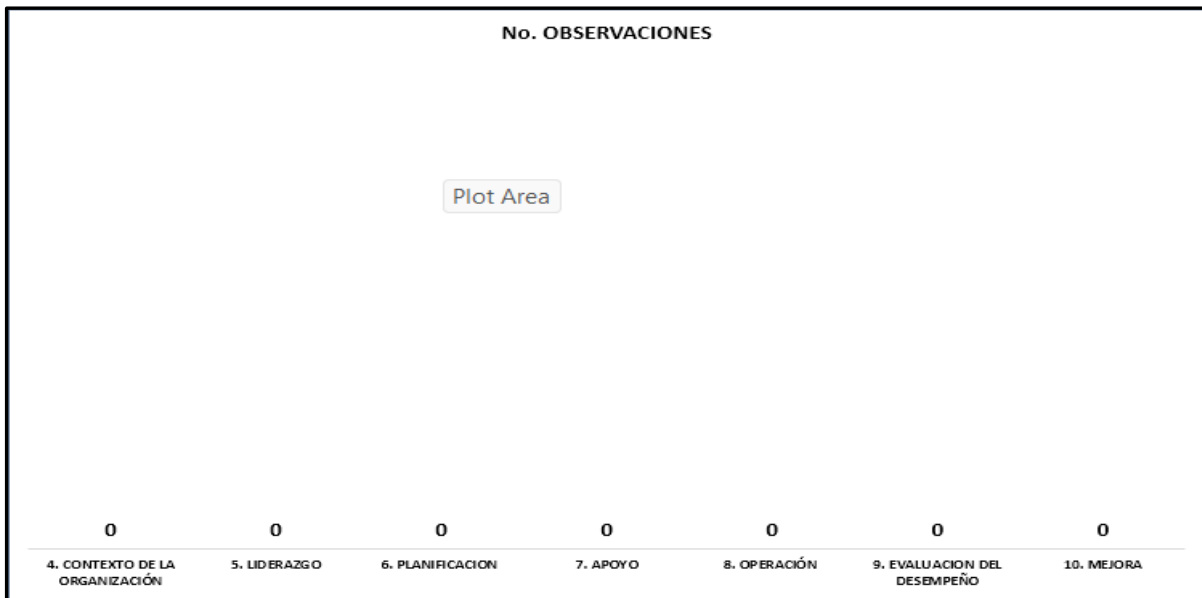 No. OBSERVACIONES
Plot Area
0 0 0 0 0 0 0
4. CONTEXTO DE LA ORGANIZACIÓN
5. LIDERAZGO
6. PLANIFICACION
7. APOYO
8. OPERACIÓN
9. EVALUACION DEL DESEMPEÑO
10. MEJORA